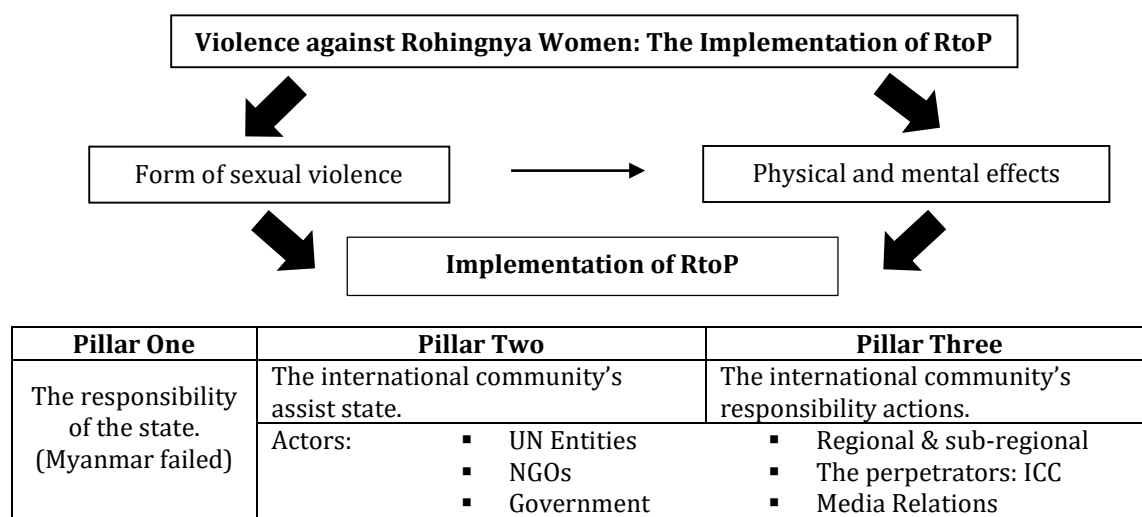 Violence against Rohingnya Women: The Implementation of RtoP
Form of sexual violence
Physical and mental effects
Implementation of RtoP
Pillar One
Pillar Two
Pillar Three
The responsibility
of the state.
(Myanmar failed)
The international community's
assist state.
The international community's
responsibility actions.
Actors:
▪ UN Entities
▪ NGOs
▪ Government
▪ Regional & sub-regional
▪ The perpetrators: ICC
▪ Media Relations